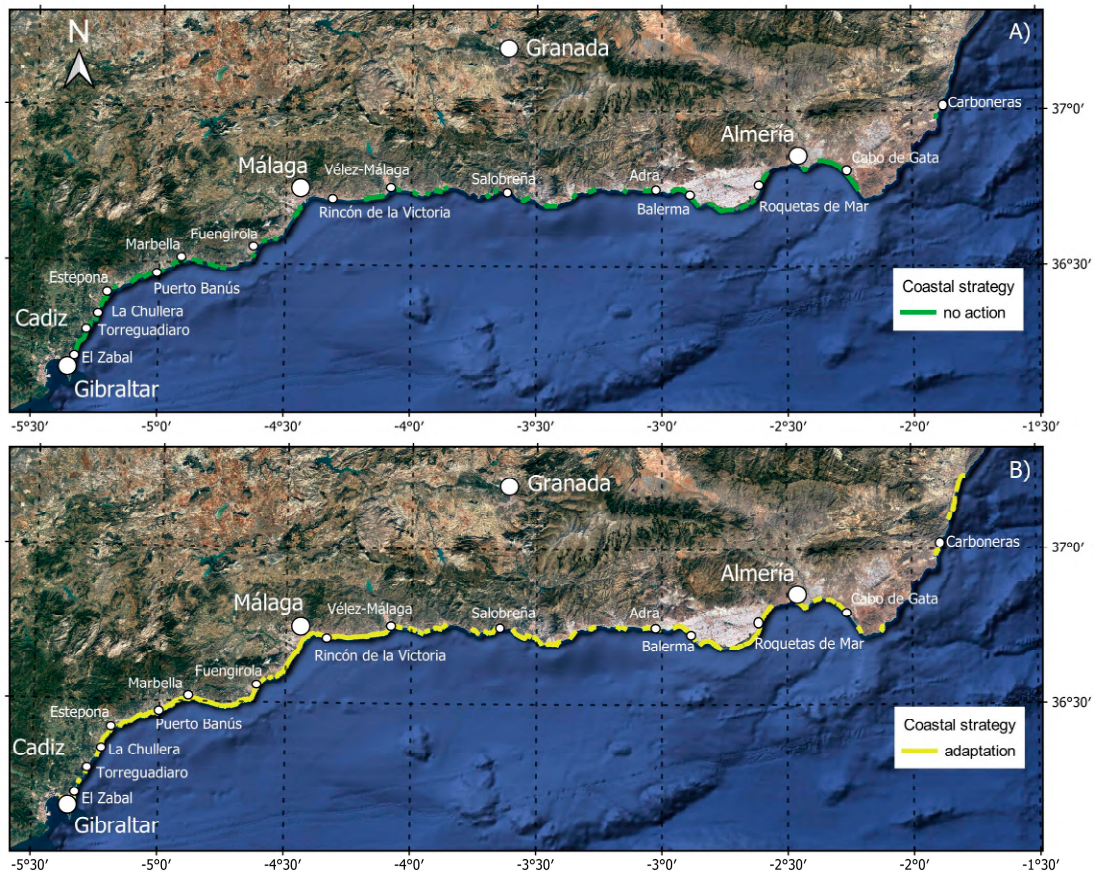 A)
N
Granada
Carboneras
37°0'
Almería
Málaga
Vélez-Málaga
Salobreña
Adra
Cabo de Gata
Rincón de la Victoria
Balerma
Roquetas de Mar
Marbella
Fuengirola
Estepona
Puerto Banús
36°30'
Coastal strategy
no action
La Chullera
Cadiz
Torreguadiaro
El Zabal
Gibraltar
-5°30' -5°0' -4°30' -4°0' -3°30' -3°0' -2°30' -2°0' -1°30'
B)
Granada
Carboneras
37°0'
Almería
Málaga
Vélez-Málaga
Salobreña
Adra
Cabo de Gata
Rincón de la Victoria
Balerma
Roquetas de Mar
Fuengirola
Marbella
Estepona
Puerto Banús
36°30'
Coastal strategy
adaptation
Cadiz
La Chullera
Torreguadiaro
El Zabal
Gibraltar
-5°30' -5°0' -4°30' -4°0' -3°30' -3°0' -2°30' -2°0' -1°30'